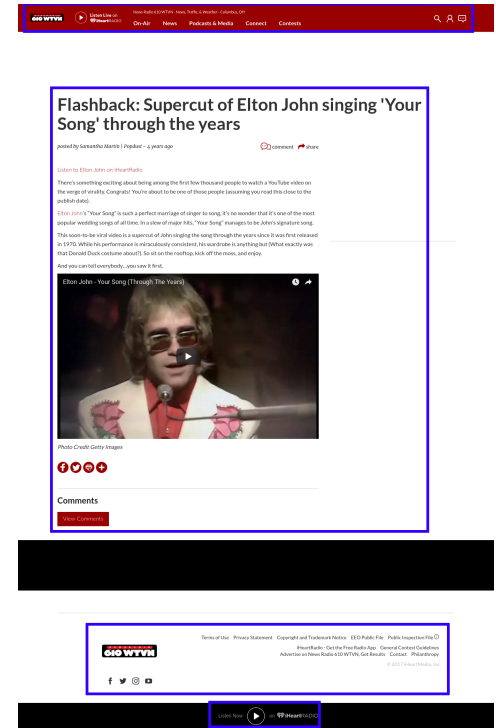 610 WTVN
Listen Live on
iHeartRADIO
News Radio 610 WTVN - News, Traffic, & Weather - Columbus, OH
On-Air News Podcasts & Media Connect Contests
Flashback: Supercut of Elton John singing 'Your
Song' through the years
posted by Samantha Martin | Popdust - 4 years ago
comment share
Listen to Elton John on iHeartRadio
There's something exciting about being among the first few thousand people to watch a YouTube video on
the verge of virality. Congrats! You're about to be one of those people (assuming you read this close to the
publish date).
Elton John's "Your Song" is such a perfect marriage of singer to song, it's no wonder that it's one of the most
popular wedding songs of all time. In a slew of major hits, "Your Song" manages to be John's signature song.
This soon-to-be viral video is a supercut of John singing the song through the years since it was first released
in 1970. While his performance is miraculously consistent, his wardrobe is anything but (What exactly was
that Donald Duck costume about?). So sit on the rooftop, kick off the moss, and enjoy.
And you can tell everybody....you saw it first.
Elton John - Your Song (Through The Years)
Photo Credit Getty Images
Comments
View Comments
610 WTVN
Terms of Use Privacy Statement Copyright and Trademark Notice EEO Public File Public Inspection File
iHeartRadio - Get the Free Radio App General Contest Guidelines
Advertise on News Radio 610 WTVN, Get Results Contact Philanthropy
© 2017 iHeartMedia, Inc
Listen Now on iHeartRADIO